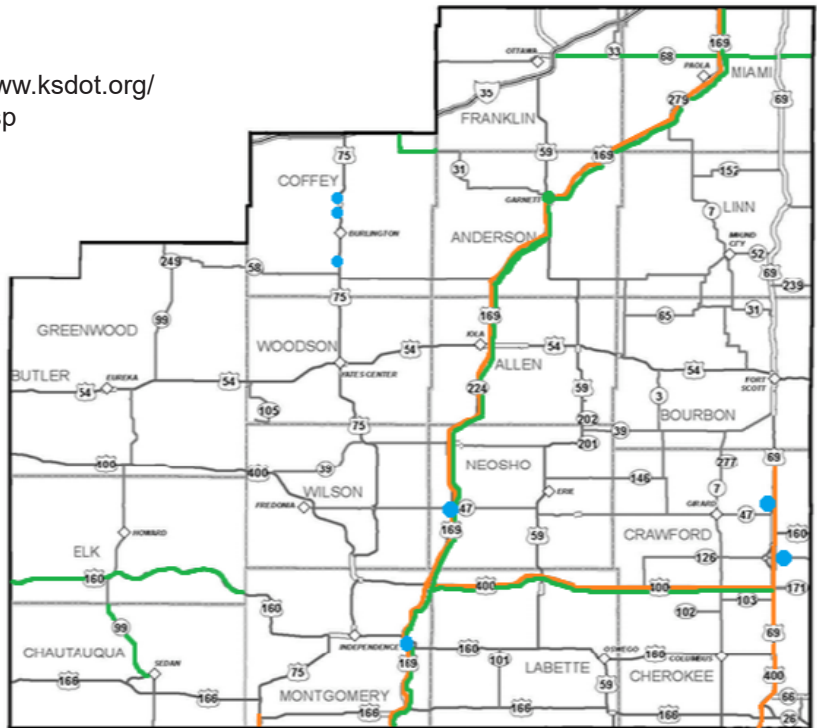 ww.ksdot.org/
sp
OTTAWA
33
68
169
PAOLA
MIAMI
35
279
69
FRANKLIN
75
59
169
31
152
COFFEY
GARNETT
LINN
7
BURLINGTON
ANDERSON
MOUND CITY
52
249
58
69
239
75
99
169
31
65
GREENWOOD
WOODSON
IOLA
54
54
54
ALLEN
BUTLER
EUREKA
YATES CENTER
54
54
224
59
54
FORT SCOTT
3
105
202
BOURBON
75
39
201
400
39
400
NEOSHO
277
69
146
WILSON
7
FREDONIA
47
ERIE
GIRARD
47
HOWARD
169
59
CRAWFORD
160
ELK
126
160
400
400
171
160
103
102
99
69
INDEPENDENCE
160
OSWEGO
160
COLUMBUS
CHAUTAUQUA
SEDAN
169
101
LABETTE
166
75
59
CHEROKEE
400
166
MONTGOMERY
166
166
166
66
26